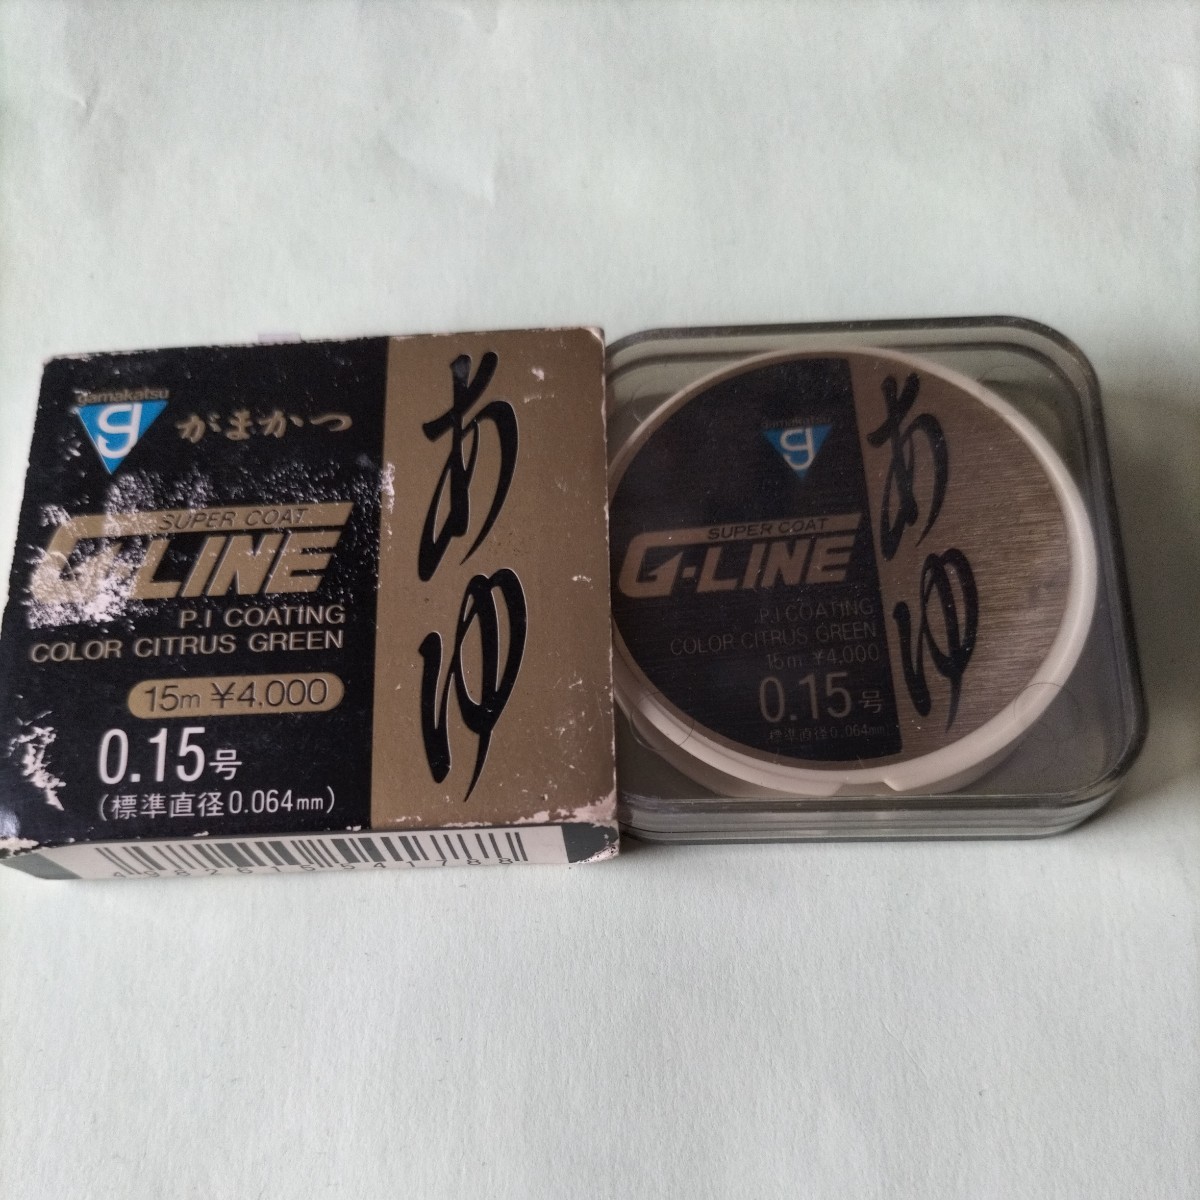 gamakatsu
g
がまかつ
SUPER COAT
G-LINE
P.I COATING
COLOR CITRUS GREEN
15m ¥4,000
0.15号
(標準直径0.064mm)
あゆ
gamakatsu
g
SUPER COAT
G-LINE
P.I COATING
COLOR CITRUS GREEN
15m ¥4,000
0.15号
標準直径0.064mm
あゆ